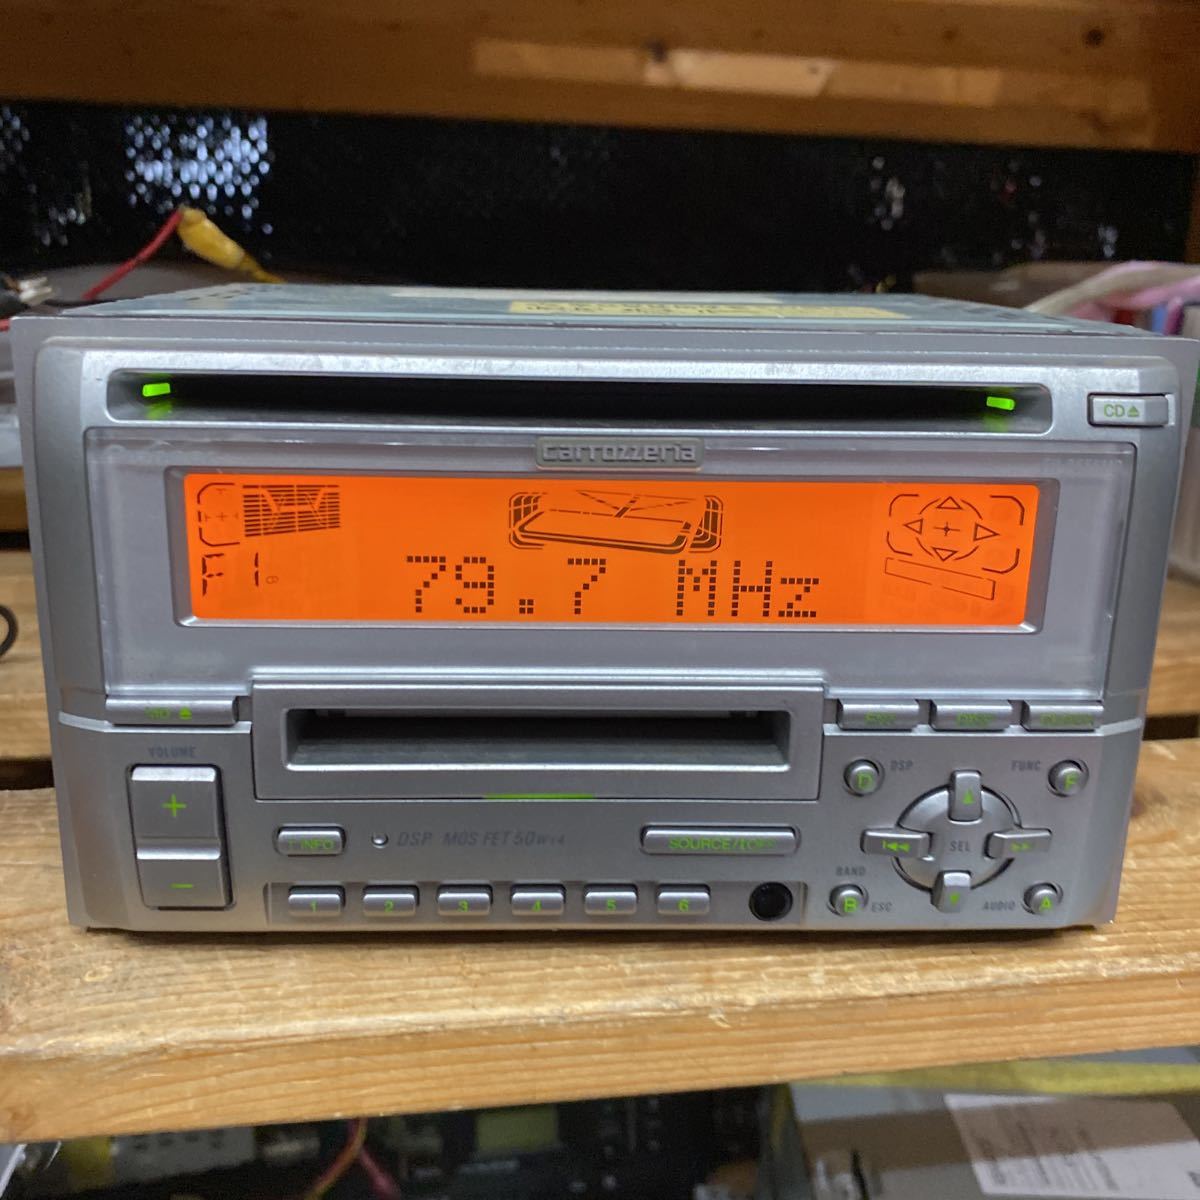 CD
carrozzeria
F 1
79.7 MHz
VOLUME
+
−
DSP
D
FUNC
F
INFO
DSP MOS FET 50W×4
SOURCE/OFF
SEL
BAND
B
ESC
AUDIO
A
1
2
3
4
5
6